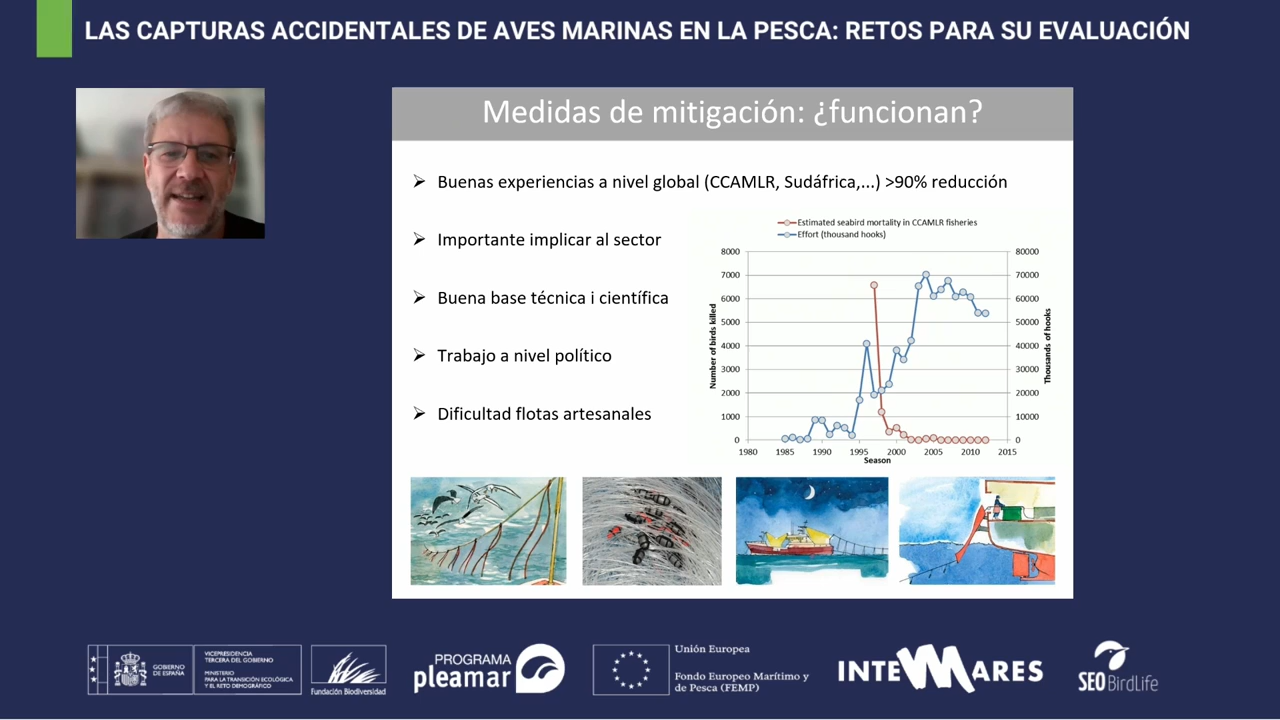 LAS CAPTURAS ACCIDENTALES DE AVES MARINAS EN LA PESCA: RETOS PARA SU EVALUACIÓN
Medidas de mitigación: ¿funcionan?
Buenas experiencias a nivel global (CCAMLR, Sudáfrica,...) >90% reducción
Importante implicar al sector
Buena base técnica i científica
Trabajo a nivel político
Dificultad flotas artesanales
Estimated seabird mortality in CCAMLR fisheries
Effort (thousand hooks)
Number of birds killed
8000
7000
6000
5000
4000
3000
2000
1000
0
80000
70000
60000
50000
40000
30000
20000
10000
0
Thousands of hooks
1980 1985 1990 1995 2000 2005 2010 2015
Season
GOBIERNO
DE ESPAÑA
VICEPRESIDENCIA
TERCERA DEL GOBIERNO
MINISTERIO
PARA LA TRANSICIÓN ECOLÓGICA
Y EL RETO DEMOGRÁFICO
Fundación Biodiversidad
PROGRAMA
pleamar
Unión Europea
Fondo Europeo Marítimo y
de Pesca (FEMP)
INTEMARES
SEO BirdLife